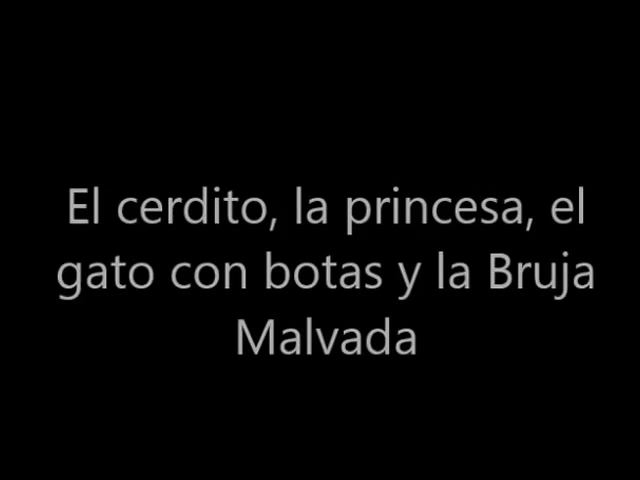 El cerdito, la princesa, el
gato con botas y la Bruja
Malvada